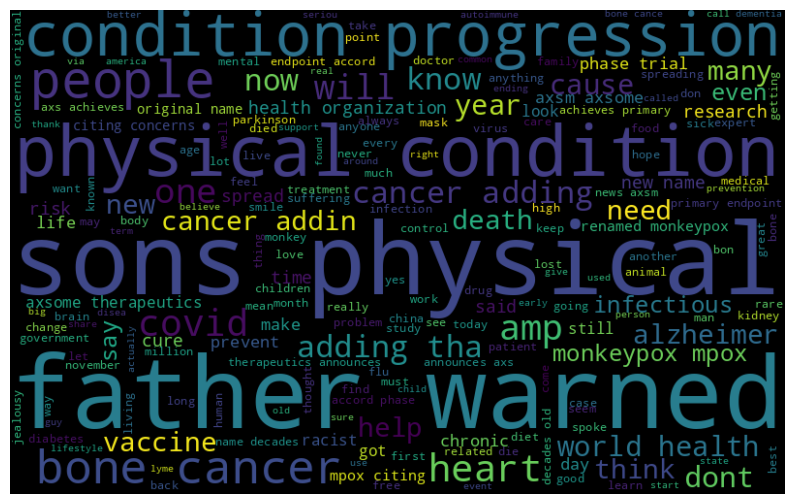 concerns original
condition progression
better seriou autoimmune bone cance call dementia
take point
via america mental endpoint accord doctor common family phase trial spreading
people now will know cause many even getting
axs achieves original name real ending anything called don
health organization year axsm axsome look achieves primary research
parkinson died citing concerns always mask virus care food sick expert
thank support anyone
physical condition
age lot live never every found around right hope
want known feel suffering treatment much cancer adding news axsm new name medical prevention
one spread risk new
life may body smile infection high need primary endpoint
cancer addin death control keep renamed monkeypox bon great bone
term believe monkey thing love yes another
sons physical
lost give used animal
children time drug rare
axsome therapeutics mean month really work going early man kidney
big disea covid said infectious
change share brain make problem china study see today person
say amp still alzheimer
government actually cure prevent adding tha patient
let million
november therapeutics announces announces axs monkeypox mpox
flu come
jealousy way thought find must case
father warned
guy living long human accord phase child seem decades old
diabetes old sure help spoke
lifestyle vaccine name decades racist chronic diet world health
got related die day state best
bone cancer lyme mpox citing first heart think good dont
back use free event learn start